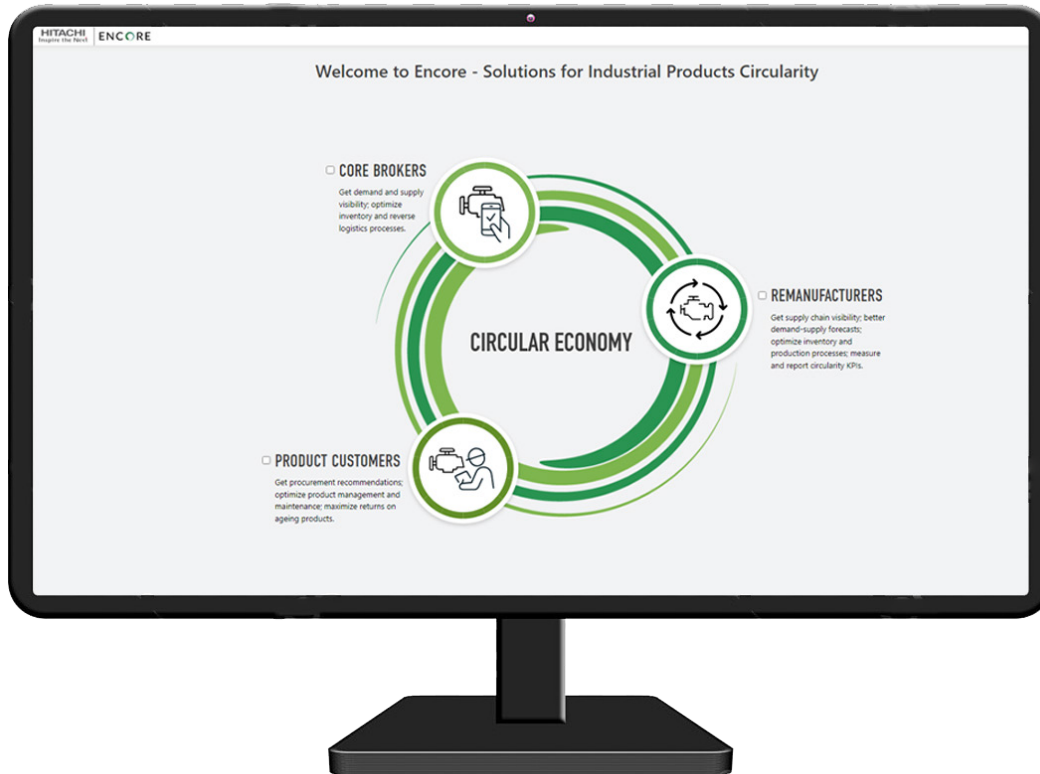 HITACHI
Inspire the Next
ENCORE
Welcome to Encore - Solutions for Industrial Products Circularity
CORE BROKERS
Get demand and supply
visibility; optimize
inventory and reverse
logistics processes.
REMANUFACTURERS
Get supply chain visibility; better
demand-supply forecasts;
optimize inventory and
production processes; measure
and report circularity KPIs.
CIRCULAR ECONOMY
PRODUCT CUSTOMERS
Get procurement recommendations;
optimize product management and
maintenance; maximize returns on
ageing products.